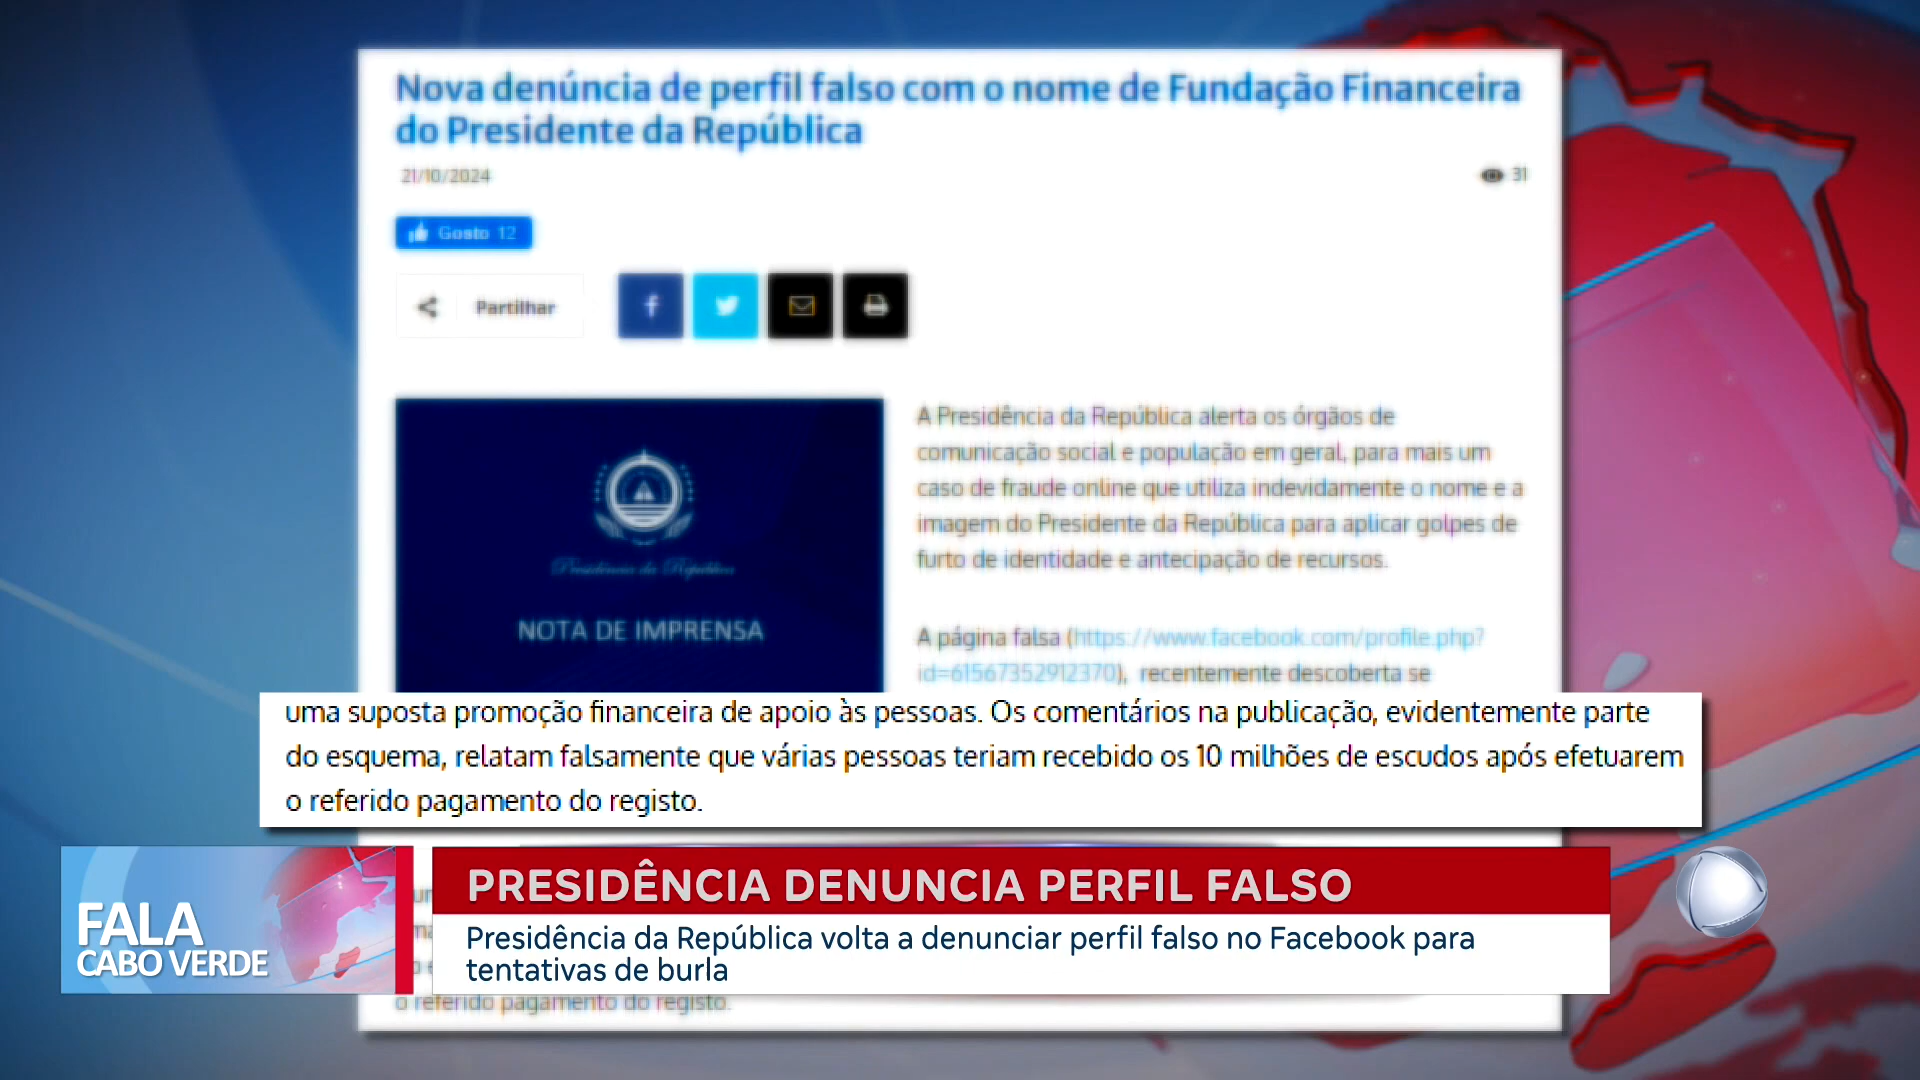 Nova denúncia de perfil falso com o nome de Fundação Financeira
do Presidente da República
21/10/2024
31
Gosto 12
Partilhar
Presidência da República
NOTA DE IMPRENSA
A Presidência da República alerta os órgãos de
comunicação social e população em geral, para mais um
caso de fraude online que utiliza indevidamente o nome e a
imagem do Presidente da República para aplicar golpes de
furto de identidade e antecipação de recursos.
A página falsa (https://www.facebook.com/profile.php?
id=61567352912370), recentemente descoberta se
uma suposta promoção financeira de apoio às pessoas. Os comentários na publicação, evidentemente parte
do esquema, relatam falsamente que várias pessoas teriam recebido os 10 milhões de escudos após efetuarem
o referido pagamento do registo.
PRESIDÊNCIA DENUNCIA PERFIL FALSO
Presidência da República volta a denunciar perfil falso no Facebook para
tentativas de burla
FALA
CABO VERDE
o referido pagamento do registo.